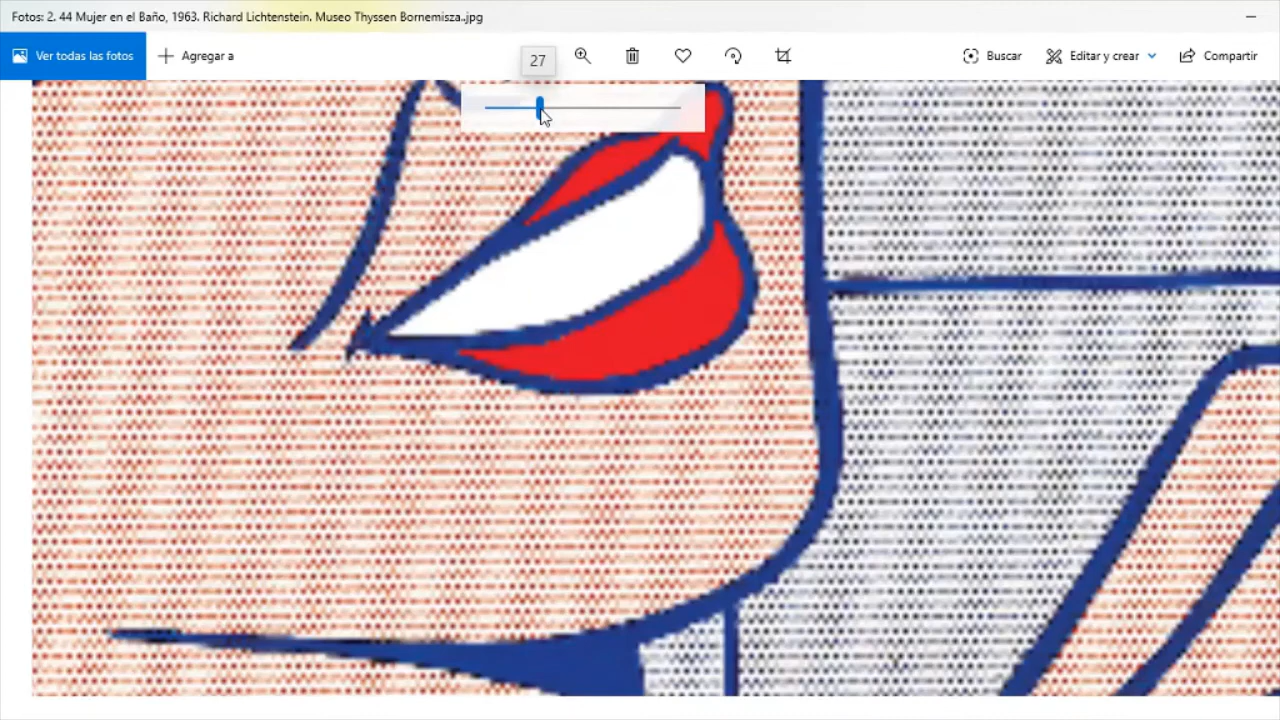 Fotos: 2. 44 Mujer en el Baño, 1963. Richard Lichtenstein. Museo Thyssen Bornemisza..jpg
Ver todas las fotos Agregar a 27 Buscar Editar y crear Compartir